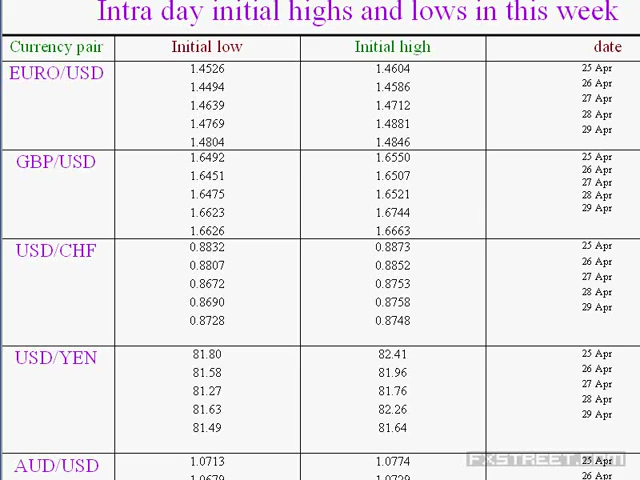 Intra day initial highs and lows in this week
Currency pair Initial low Initial high date
EURO/USD 1.4526 1.4604 25 Apr
1.4494 1.4586 26 Apr
1.4639 1.4712 27 Apr
1.4769 1.4881 28 Apr
1.4804 1.4846 29 Apr
GBP/USD 1.6492 1.6550 25 Apr
1.6451 1.6507 26 Apr
1.6475 1.6521 27 Apr
1.6623 1.6744 28 Apr
1.6626 1.6663 29 Apr
USD/CHF 0.8832 0.8873 25 Apr
0.8807 0.8852 26 Apr
0.8672 0.8753 27 Apr
0.8690 0.8758 28 Apr
0.8728 0.8748 29 Apr
USD/YEN 81.80 82.41 25 Apr
81.58 81.96 26 Apr
81.27 81.76 27 Apr
81.63 82.26 28 Apr
81.49 81.64 29 Apr
AUD/USD 1.0713 1.0774 25 Apr
1.0679 1.0729 26 Apr
FXSTREET.COM